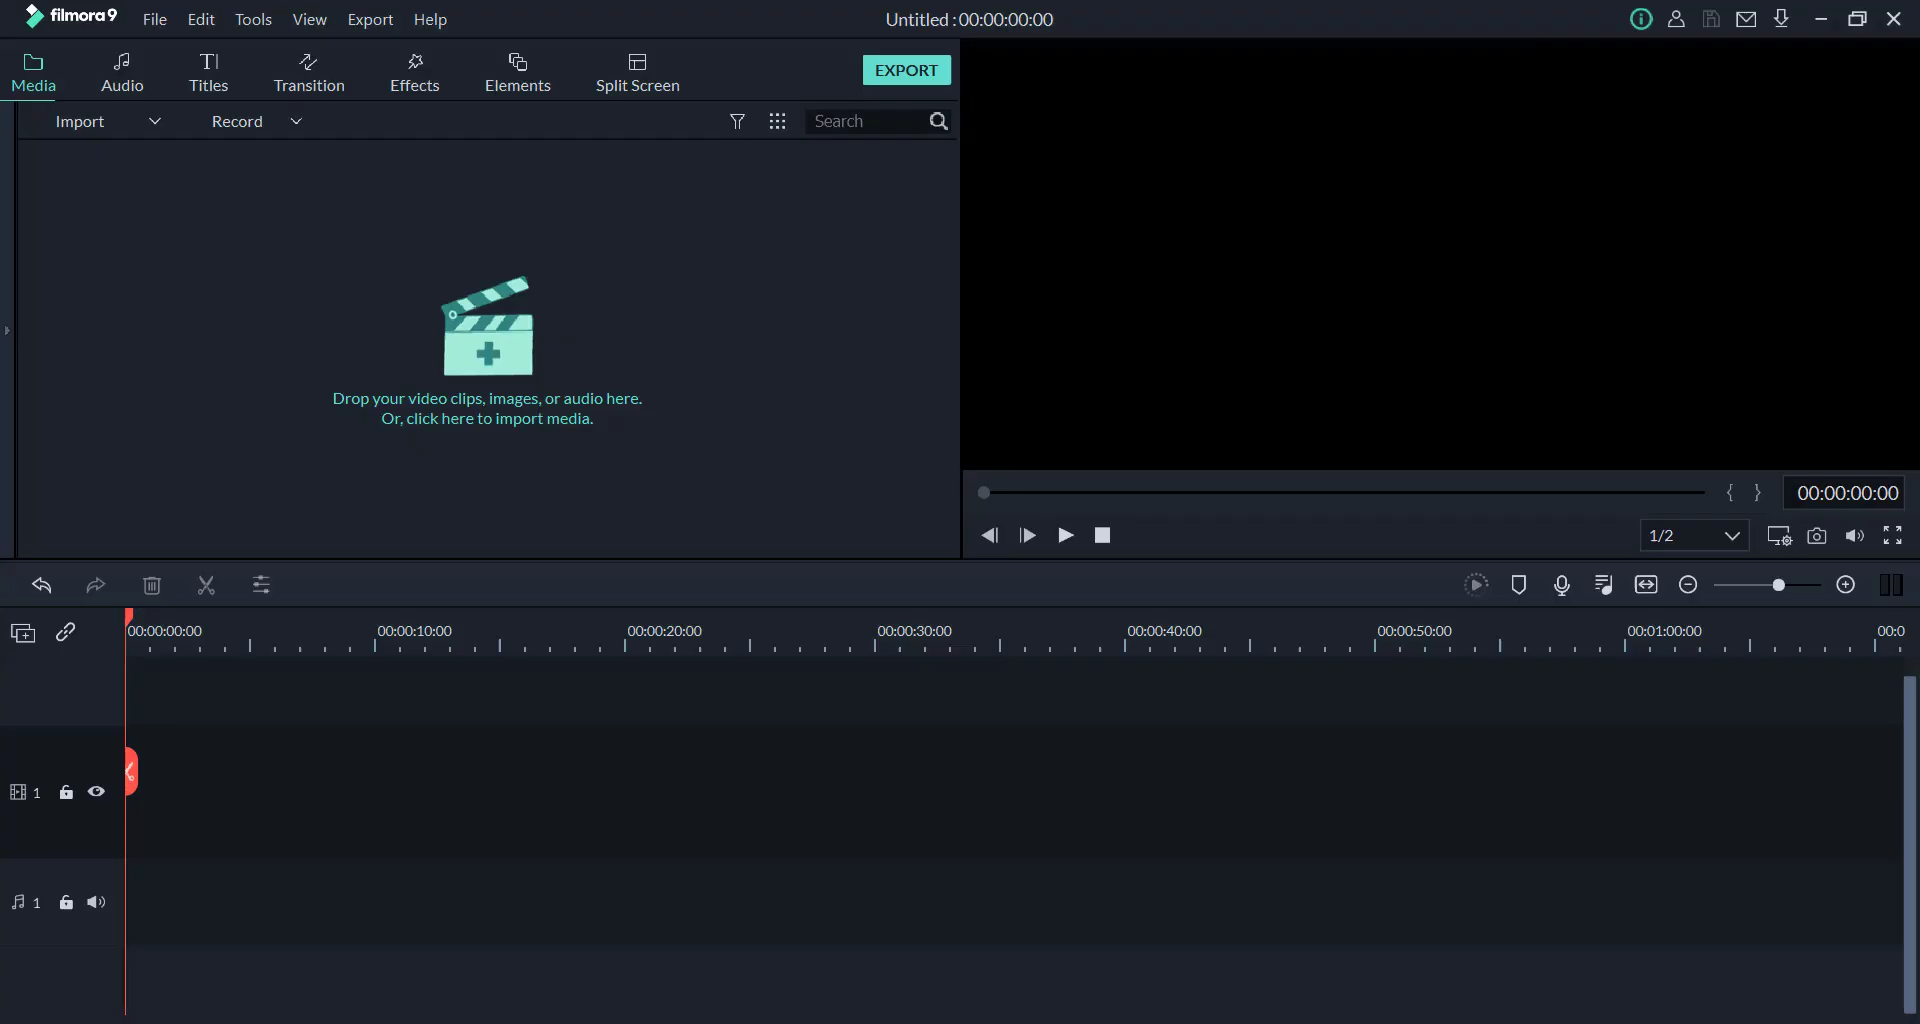 filmora9 File Edit Tools View Export Help Untitled : 00:00:00:00
Media Audio Titles Transition Effects Elements Split Screen EXPORT
Import Record Search
Drop your video clips, images, or audio here.
Or, click here to import media.
{ } 00:00:00:00
1/2
00:00:00:00 00:00:10:00 00:00:20:00 00:00:30:00 00:00:40:00 00:00:50:00 00:01:00:00 00:0
1
1